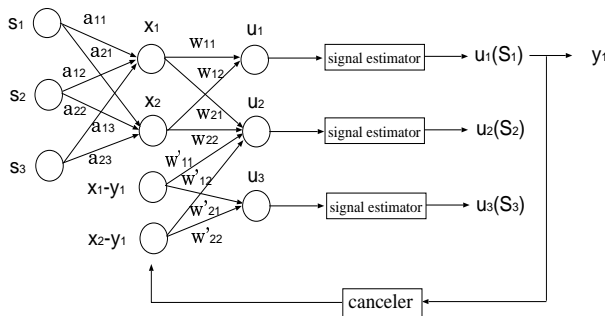 s1
a11
x1
w11
u1
signal estimator
u1(S1)
y1
a21
w12
a12
s2
x2
u2
w21
a22
w22
signal estimator
u2(S2)
a13
w'11
s3
a23
u3
w'12
x1-y1
signal estimator
u3(S3)
w'21
x2-y1
w'22
canceler